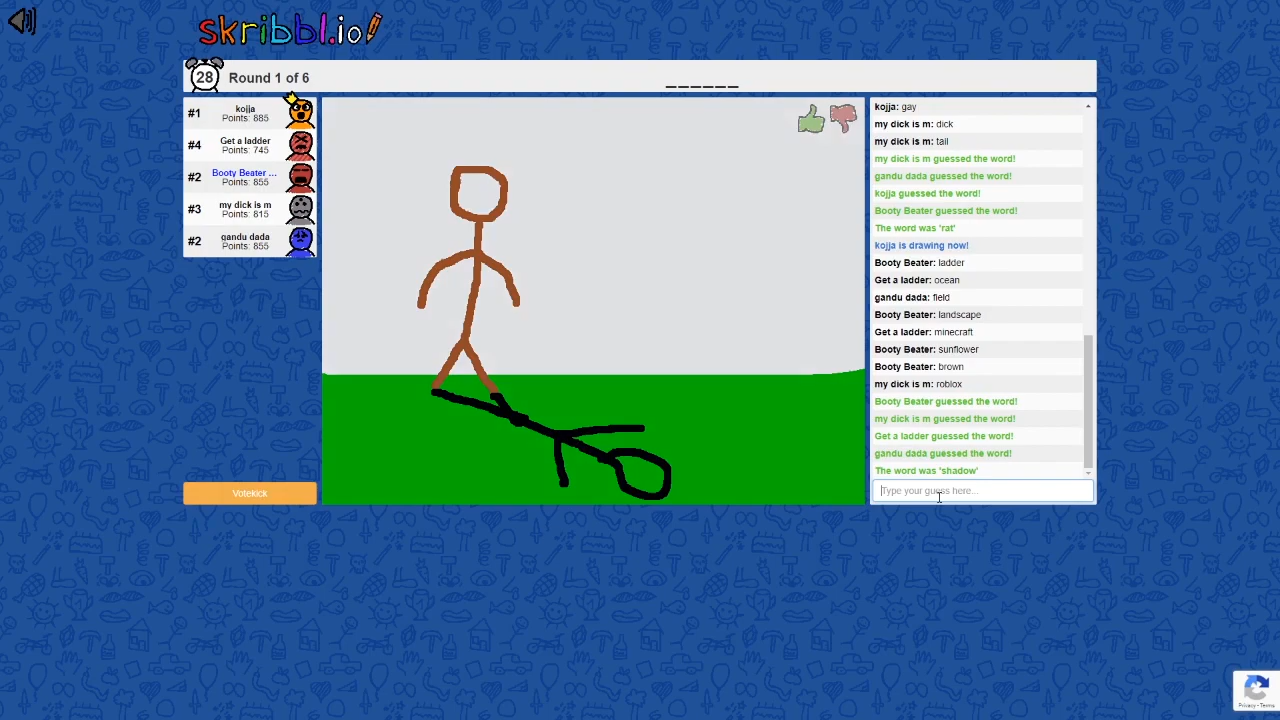 skribbl.io
28
Round 1 of 6
______
#1
kojja
Points: 885
#4
Get a ladder
Points: 745
#2
Booty Beater ...
Points: 855
#3
my dick is m
Points: 815
#2
gandu dada
Points: 855
Votekick
kojja: gay
my dick is m: dick
my dick is m: tail
my dick is m guessed the word!
gandu dada guessed the word!
kojja guessed the word!
Booty Beater guessed the word!
The word was 'rat'
kojja is drawing now!
Booty Beater: ladder
Get a ladder: ocean
gandu dada: field
Booty Beater: landscape
Get a ladder: minecraft
Booty Beater: sunflower
Booty Beater: brown
my dick is m: roblox
Booty Beater guessed the word!
my dick is m guessed the word!
Get a ladder guessed the word!
gandu dada guessed the word!
The word was 'shadow'
Type your guess here...
Privacy - Terms